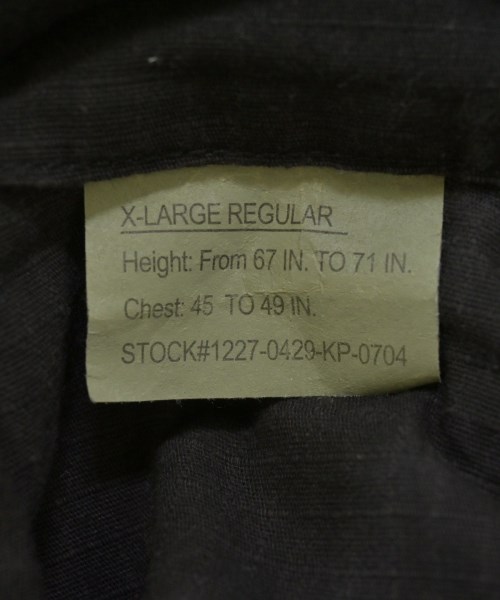 X-LARGE REGULAR
Height: From 67 IN. TO 71 IN.
Chest: 45 TO 49 IN.
STOCK#1227-0429-KP-0704